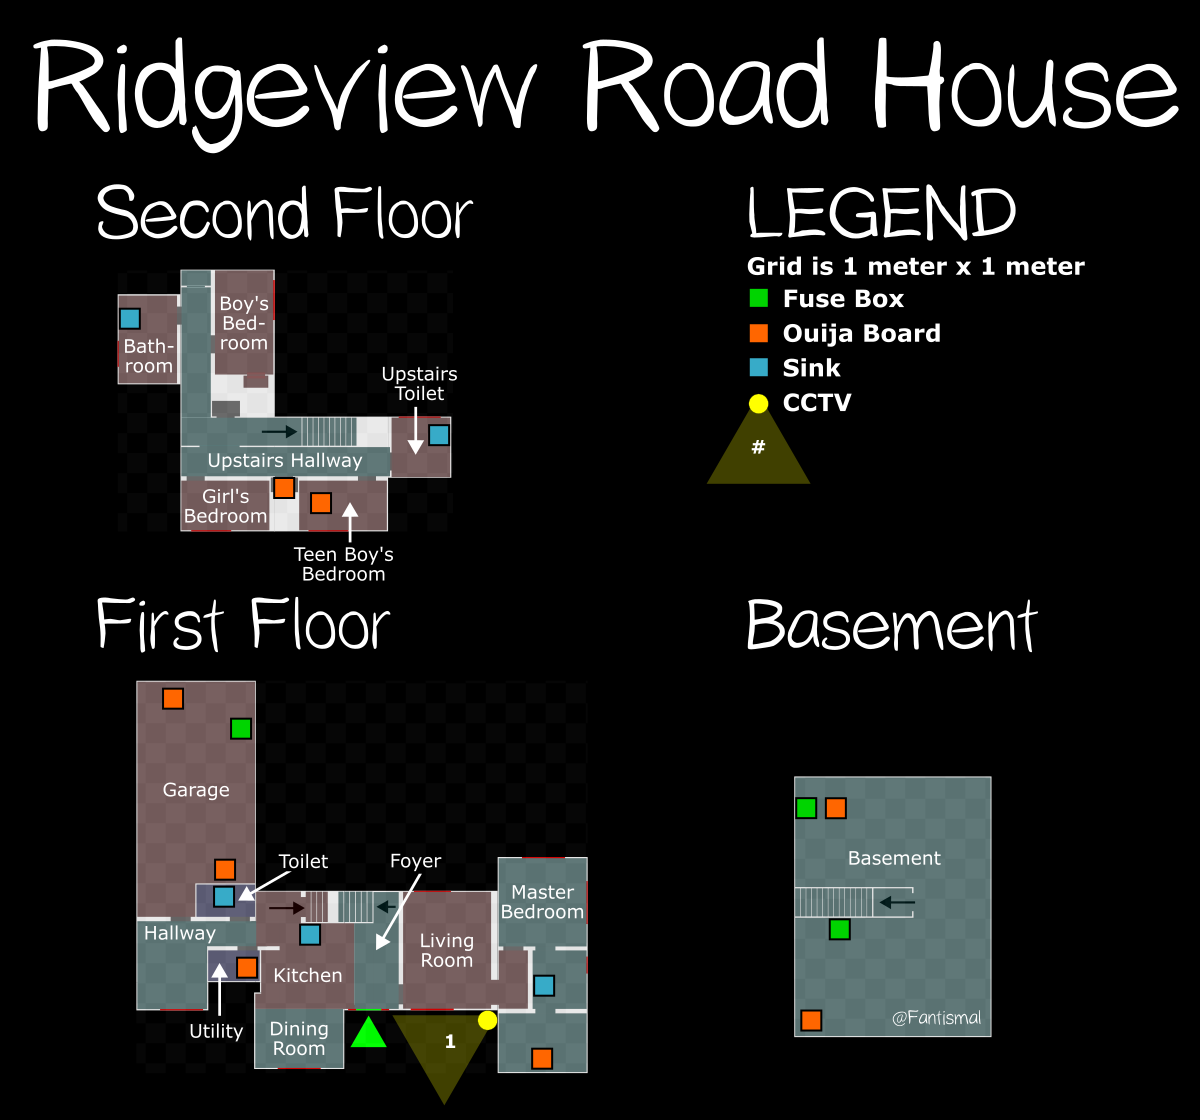 Ridgeview Road House
Second Floor
LEGEND
Grid is 1 meter x 1 meter
Fuse Box
Ouija Board
Sink
CCTV
#
Boy's
Bed-
room
Bath-
room
Upstairs
Toilet
Upstairs Hallway
Girl's
Bedroom
Teen Boy's
Bedroom
First Floor
Basement
Garage
Toilet
Foyer
Master
Bedroom
Hallway
Living
Room
Kitchen
Utility
Dining
Room
1
Basement
@Fantismal